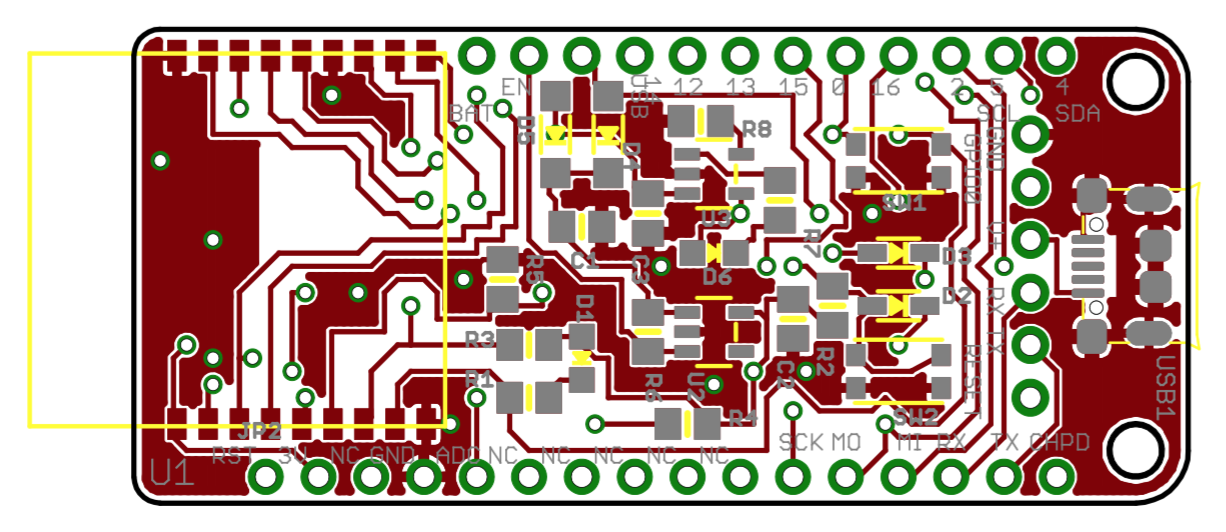 EN 14 12 13 15 0 16 2 5 4
BAT USB SCL SDA
D5 D4 R8 GND
GPIO0
SW1
U3 V+
C1 R5 C3 D6 R7 D3
D1 D2 RX
R3 TX
R1 R6 U2 C2 R2 RESET
USB1
JP2 R4 SW2
RST 3V NC GND ADC NC NC NC NC NC SCK MO MI RX TX CHPD
U1